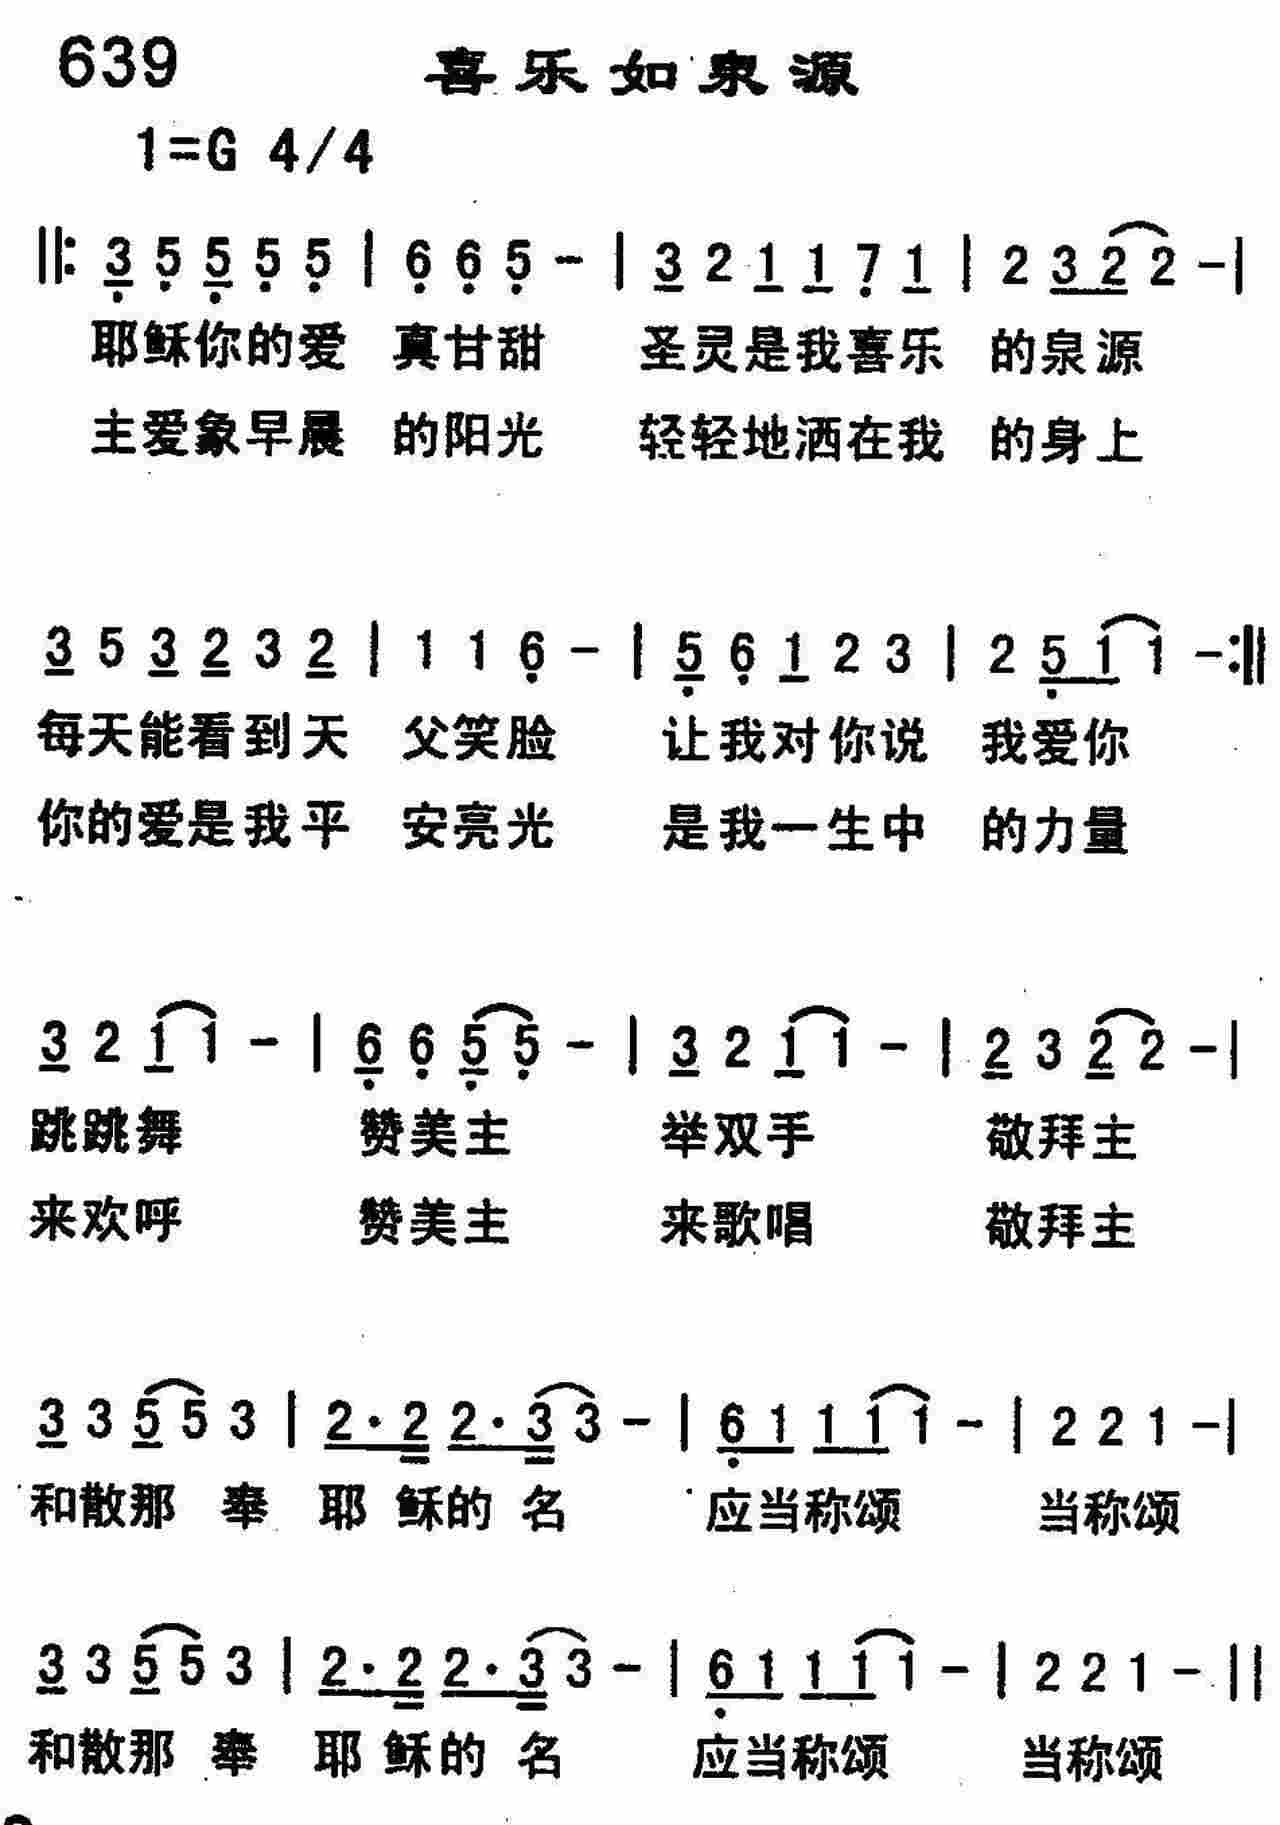 639 喜乐如泉源
1=G 4/4
‖: 3 5 5 5 5 | 6 6 5 - | 3 2 1 1 7 1 | 2 3 2 2 - |
耶稣你的爱 真甘甜 圣灵是我喜乐 的泉源
主爱象早晨 的阳光 轻轻地洒在我 的身上
3 5 3 2 3 2 | 1 1 6 - | 5 6 1 2 3 | 2 5 1 1 - :‖
每天能看到天 父笑脸 让我对你说 我爱你
你的爱是我平 安亮光 是我一生中 的力量
3 2 1 1 - | 6 6 5 5 - | 3 2 1 1 - | 2 3 2 2 - |
跳跳舞 赞美主 举双手 敬拜主
来欢呼 赞美主 来歌唱 敬拜主
3 3 5 5 3 | 2 · 2 2 · 3 3 - | 6 1 1 1 1 - | 2 2 1 - |
和散那 奉 耶 稣的 名 应当称颂 当称颂
3 3 5 5 3 | 2 · 2 2 · 3 3 - | 6 1 1 1 1 - | 2 2 1 - ‖
和散那 奉 耶 稣的 名 应当称颂 当称颂